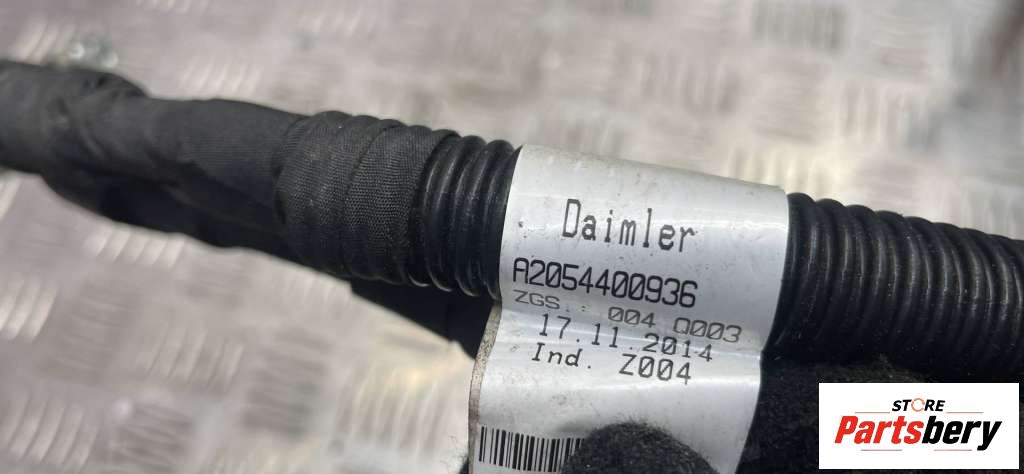 Daimler
A2054400936
ZGS.: 004 Q003
17.11.2014
Ind. Z004
STORE
Partsbery